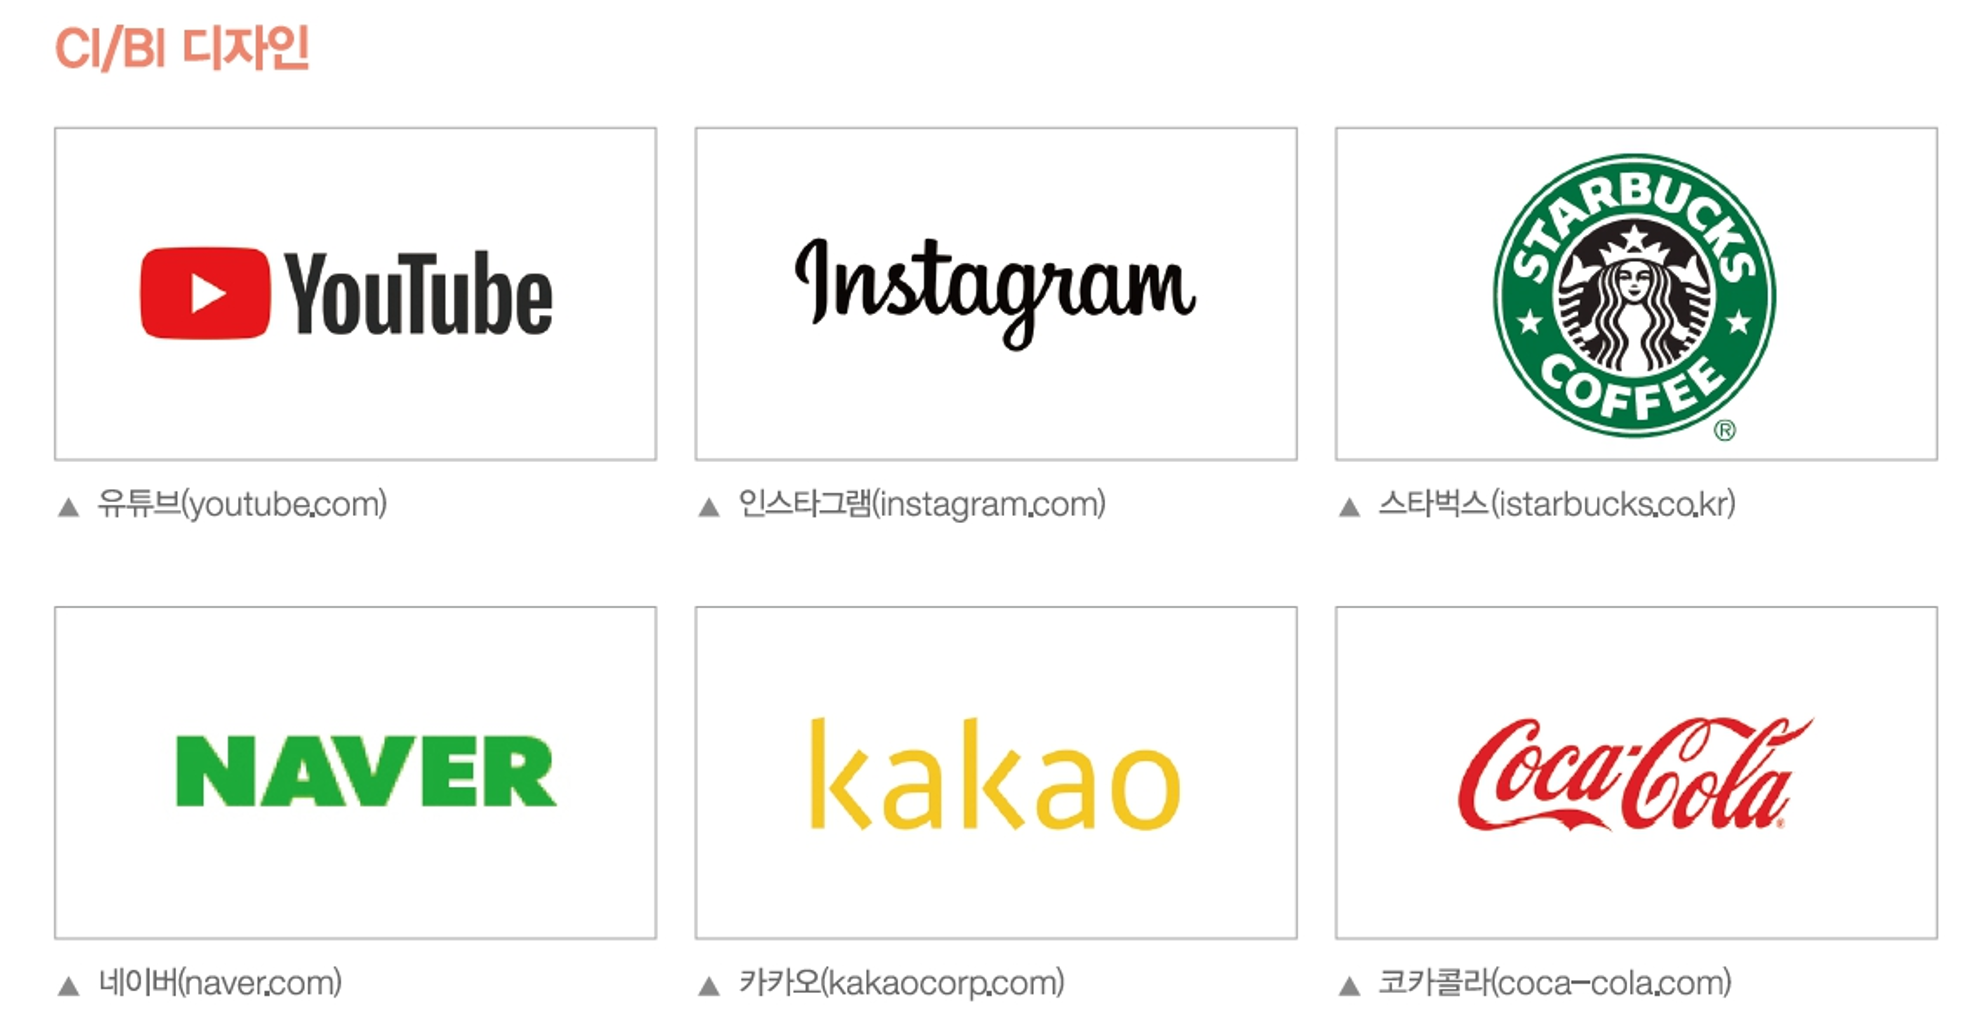 CI/BI 디자인
YouTube
Instagram
STARBUCKS
COFFEE
®
▲ 유튜브(youtube.com)
▲ 인스타그램(instagram.com)
▲ 스타벅스(istarbucks.co.kr)
NAVER
kakao
Coca-Cola
®
▲ 네이버(naver.com)
▲ 카카오(kakaocorp.com)
▲ 코카콜라(coca-cola.com)